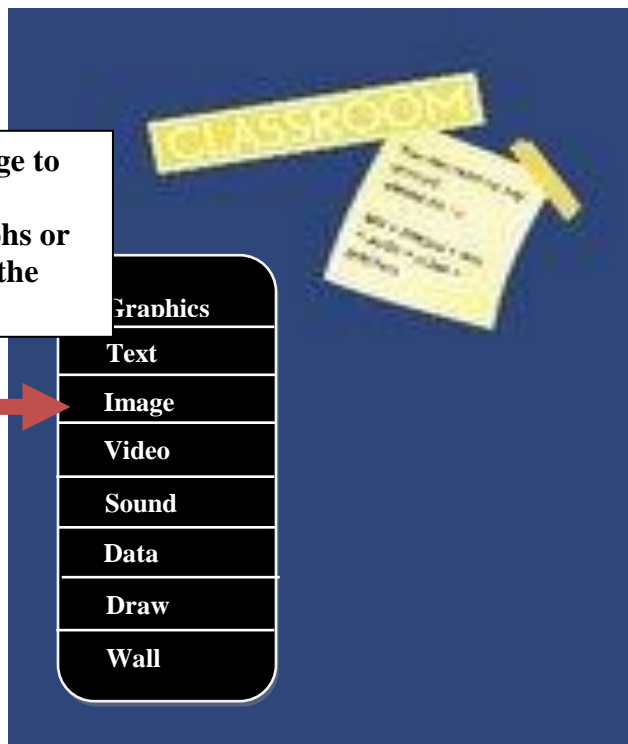 CLASSROOM
ge to
hs or
the
Graphics
Text
Image
Video
Sound
Data
Draw
Wall